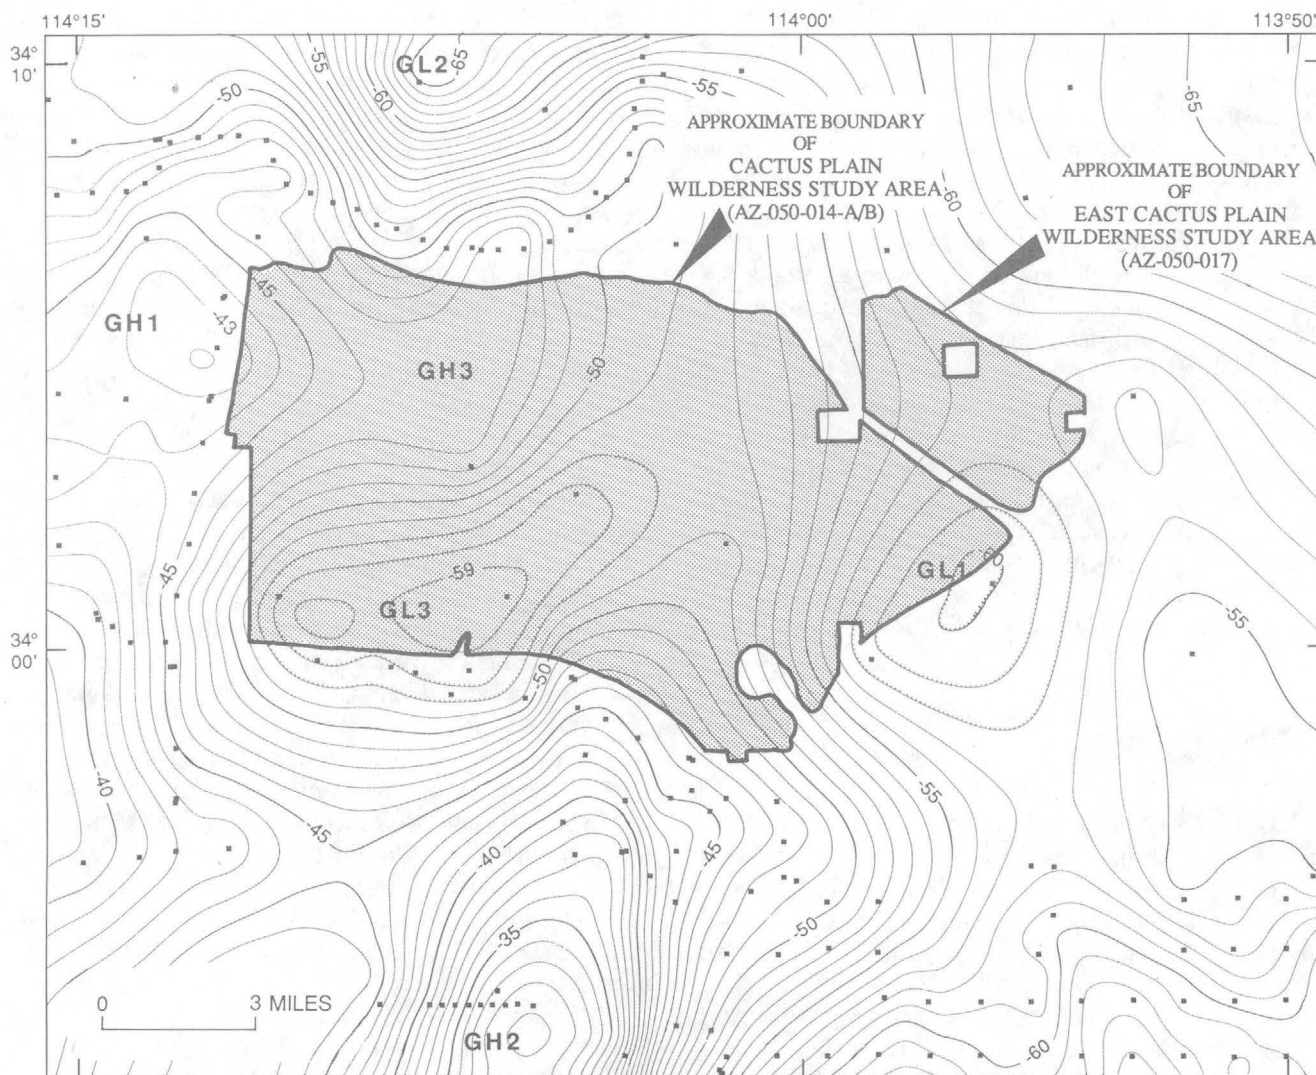 114°15'
114°00'
113°50'
34°
10'
GL2
-65
-55
-60
-50
-55
-65
APPROXIMATE BOUNDARY
OF
CACTUS PLAIN
WILDERNESS STUDY AREA
(AZ-050-014-A/B)
APPROXIMATE BOUNDARY
OF
EAST CACTUS PLAIN
WILDERNESS STUDY AREA
(AZ-050-017)
-60
-45
-43
GH1
GH3
-50
-45
-59
GL3
GL1
-60
34°
00'
-55
-50
-40
-45
-55
-40
-45
-35
-50
0
3 MILES
GH2
-60